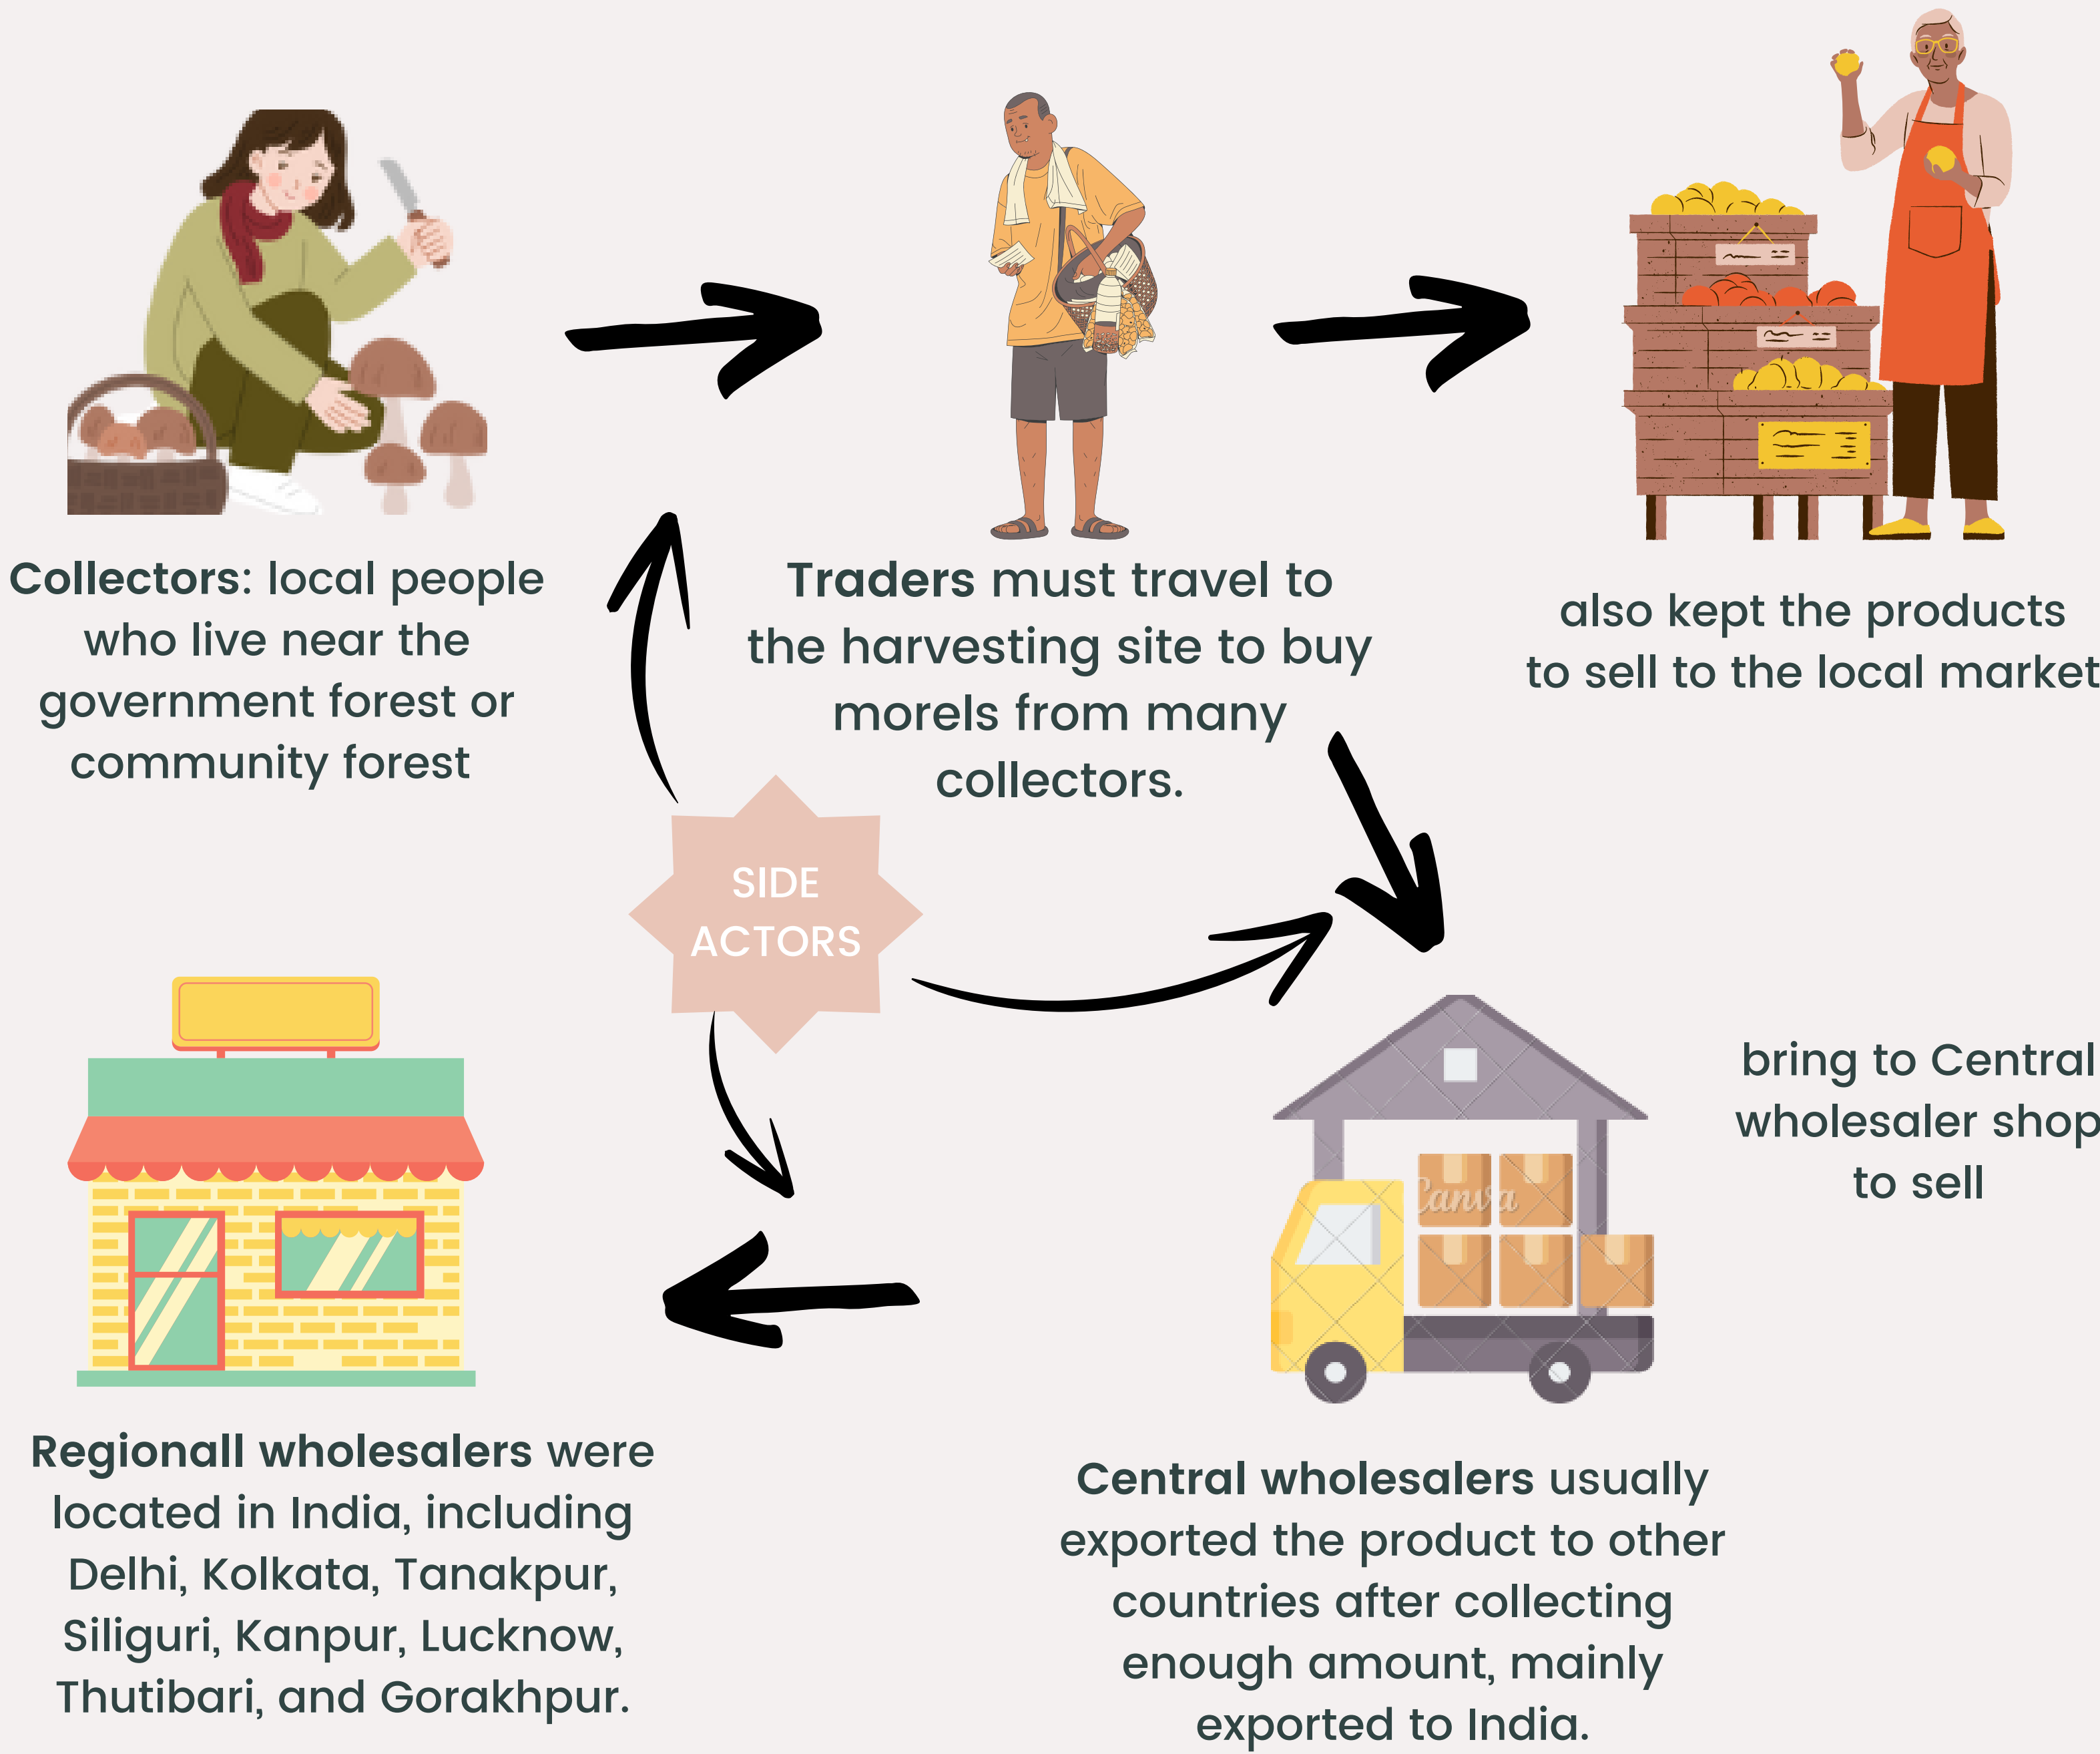 Collectors: local people
who live near the
government forest or
community forest
Traders must travel to
the harvesting site to buy
morels from many
collectors.
also kept the products
to sell to the local market
SIDE
ACTORS
bring to Central
wholesaler shop
to sell
Canva
Regionall wholesalers were
located in India, including
Delhi, Kolkata, Tanakpur,
Siliguri, Kanpur, Lucknow,
Thutibari, and Gorakhpur.
Central wholesalers usually
exported the product to other
countries after collecting
enough amount, mainly
exported to India.